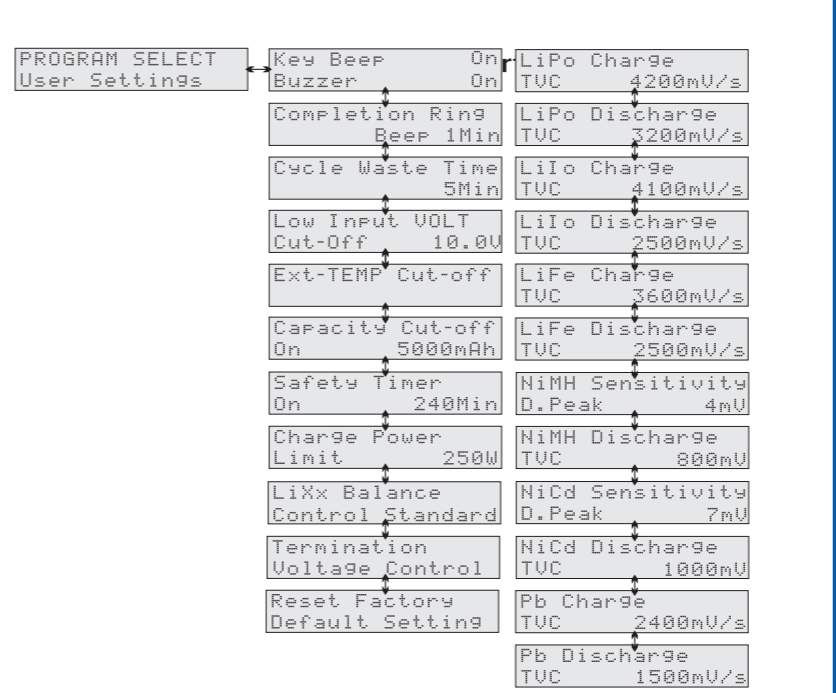 PROGRAM SELECT
User Settings
Key Beep On
Buzzer On
Completion Ring
Beep 1Min
Cycle Waste Time
5Min
Low Input VOLT
Cut-Off 10.0V
Ext-TEMP Cut-off
Capacity Cut-off
On 5000mAh
Safety Timer
On 240Min
Charge Power
Limit 250W
LiXx Balance
Control Standard
Termination
Voltage Control
Reset Factory
Default Setting
LiPo Charge
TVC 4200mV/s
LiPo Discharge
TVC 3200mV/s
LiIo Charge
TVC 4100mV/s
LiIo Discharge
TVC 2500mV/s
LiFe Charge
TVC 3600mV/s
LiFe Discharge
TVC 2500mV/s
NiMH Sensitivity
D.Peak 4mV
NiMH Discharge
TVC 800mV
NiCd Sensitivity
D.Peak 7mV
NiCd Discharge
TVC 1000mV
Pb Charge
TVC 2400mV/s
Pb Discharge
TVC 1500mV/s